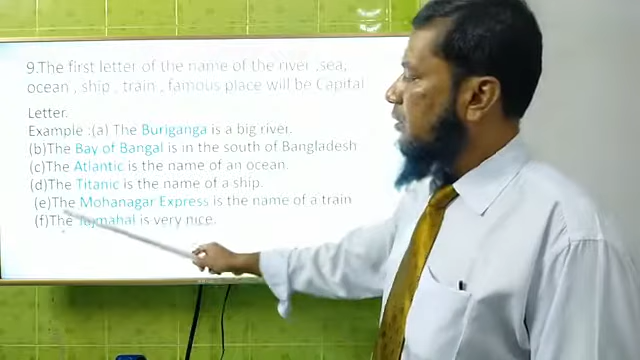 9.The first letter of the name of the river ,sea,
ocean , ship , train , famous place will be Capital
Letter.
Example :(a) The Buriganga is a big river.
(b)The Bay of Bangal is in the south of Bangladesh
(c)The Atlantic is the name of an ocean.
(d)The Titanic is the name of a ship.
(e)The Mohanagar Express is the name of a train
(f)The Tajmahal is very nice.